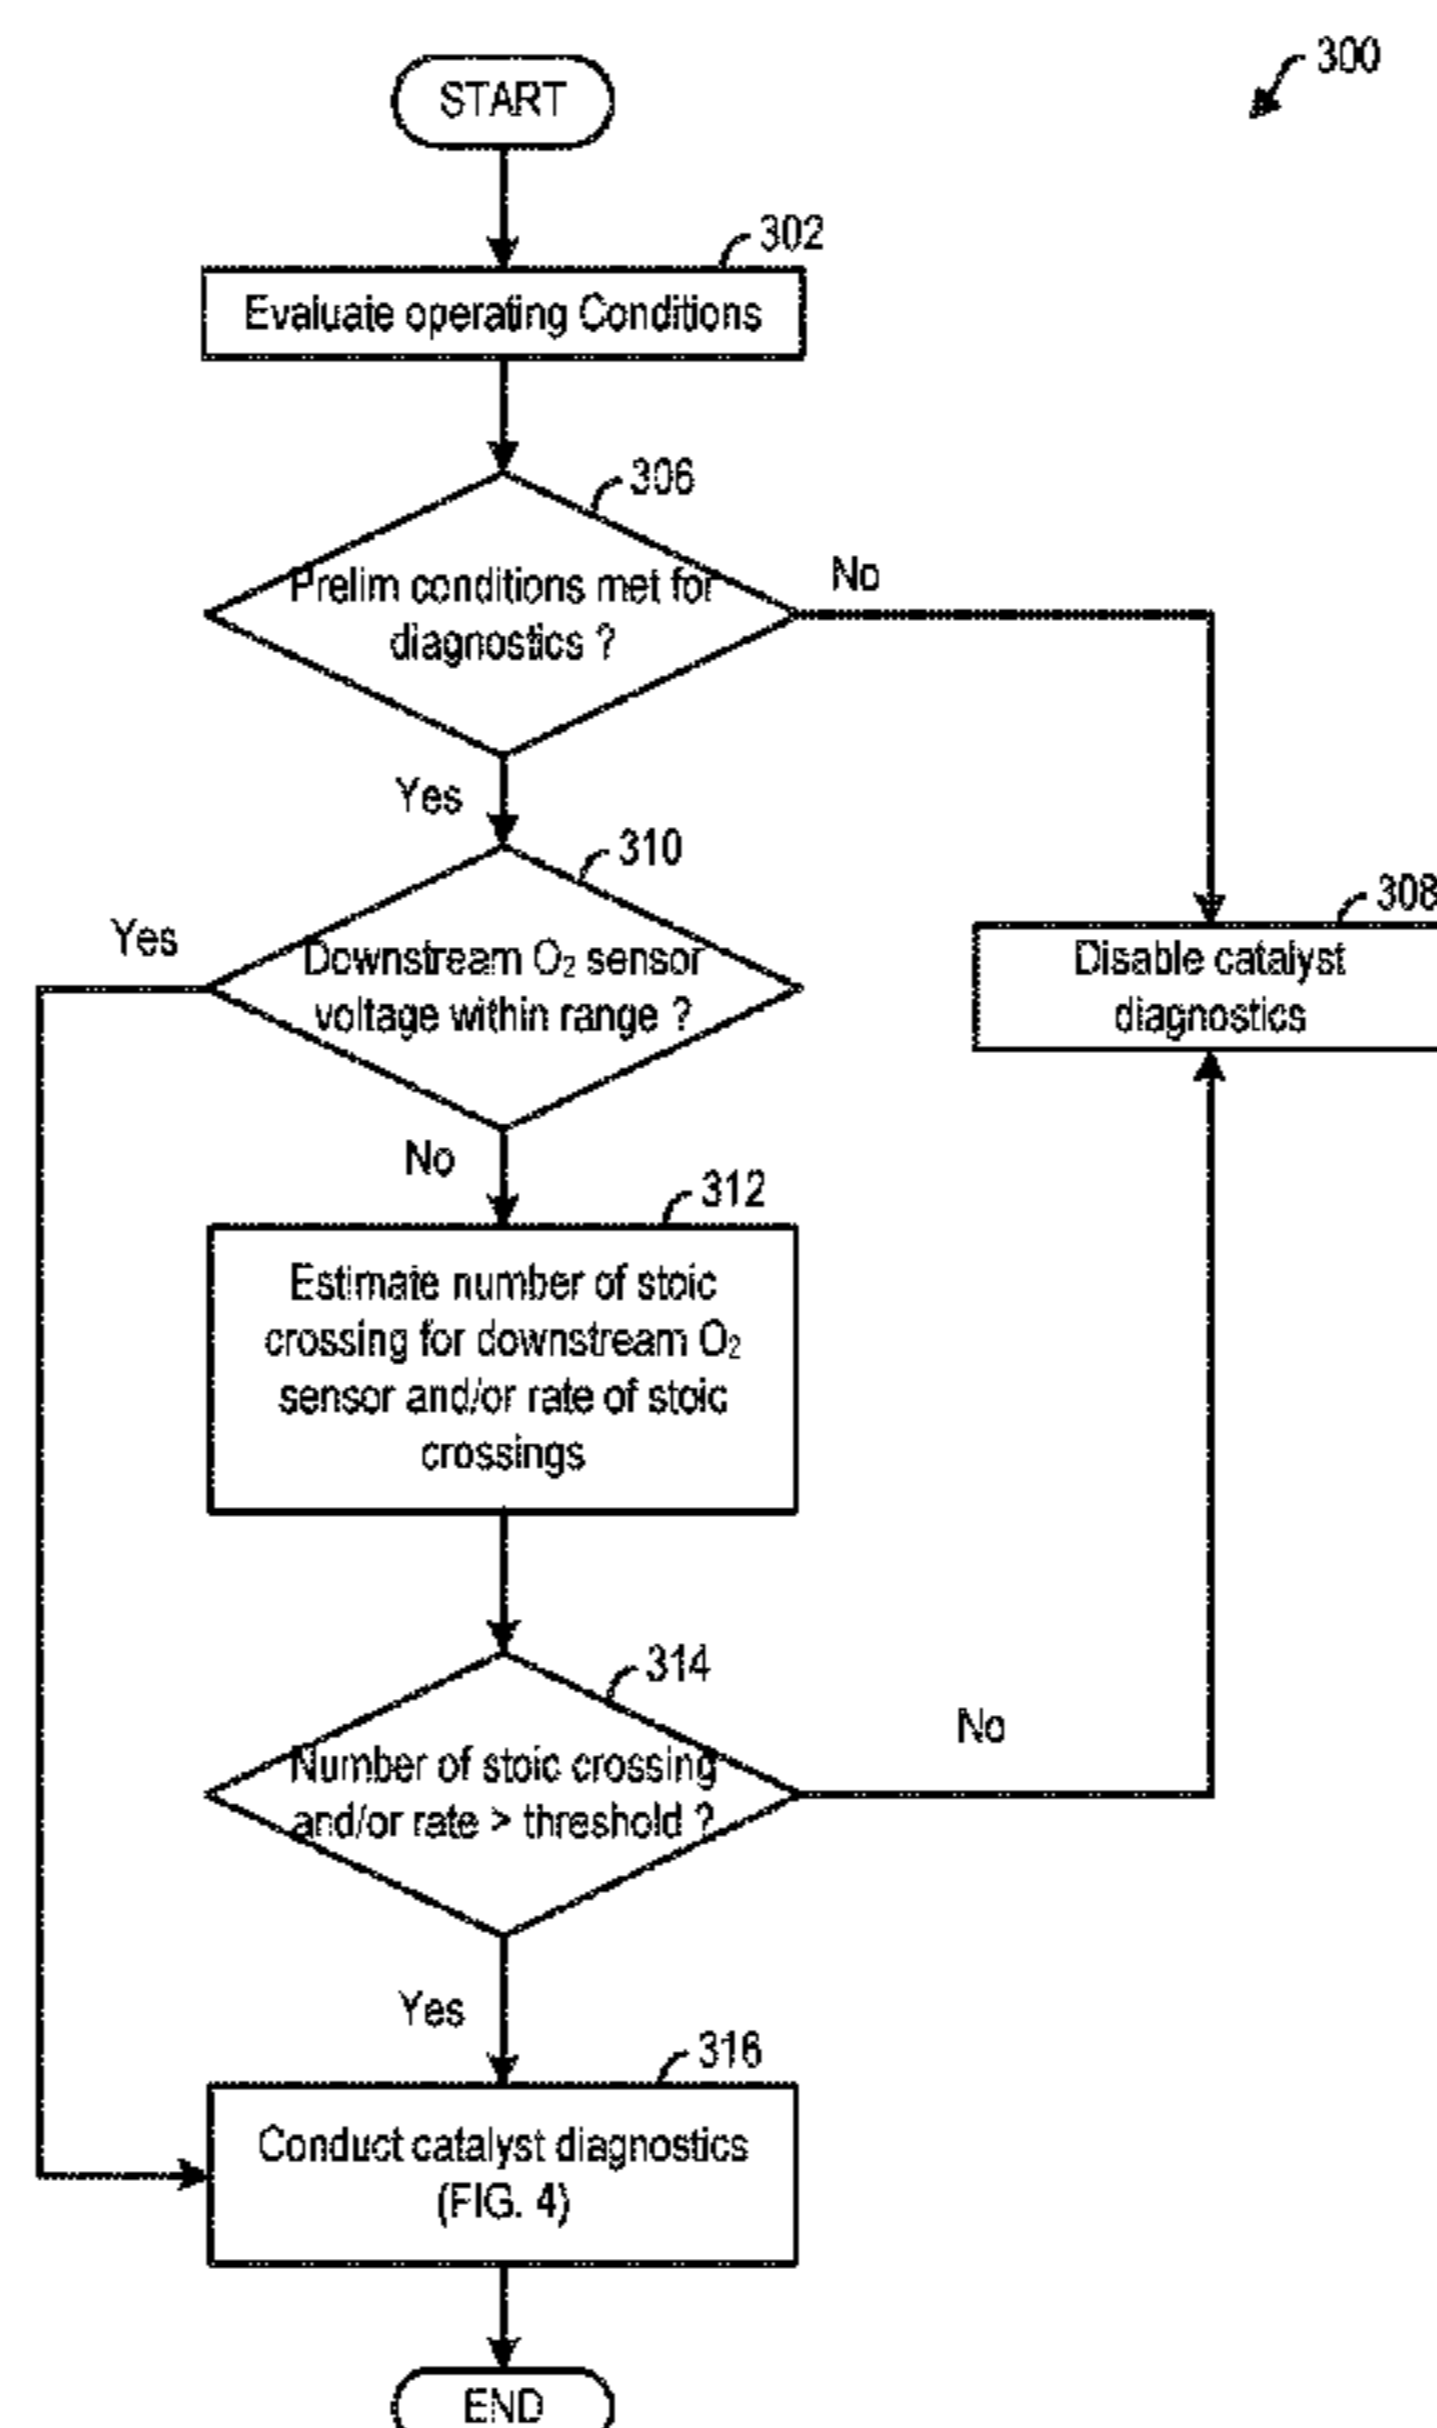 300
START
302
Evaluate operating Conditions
306
Prelim conditions met for
diagnostics ?
No
Yes
310
Yes
Downstream O₂ sensor
voltage within range ?
308
Disable catalyst
diagnostics
No
312
Estimate number of stoic
crossing for downstream O₂
sensor and/or rate of stoic
crossings
314
Number of stoic crossing
and/or rate > threshold ?
No
Yes
316
Conduct catalyst diagnostics
(FIG. 4)
END